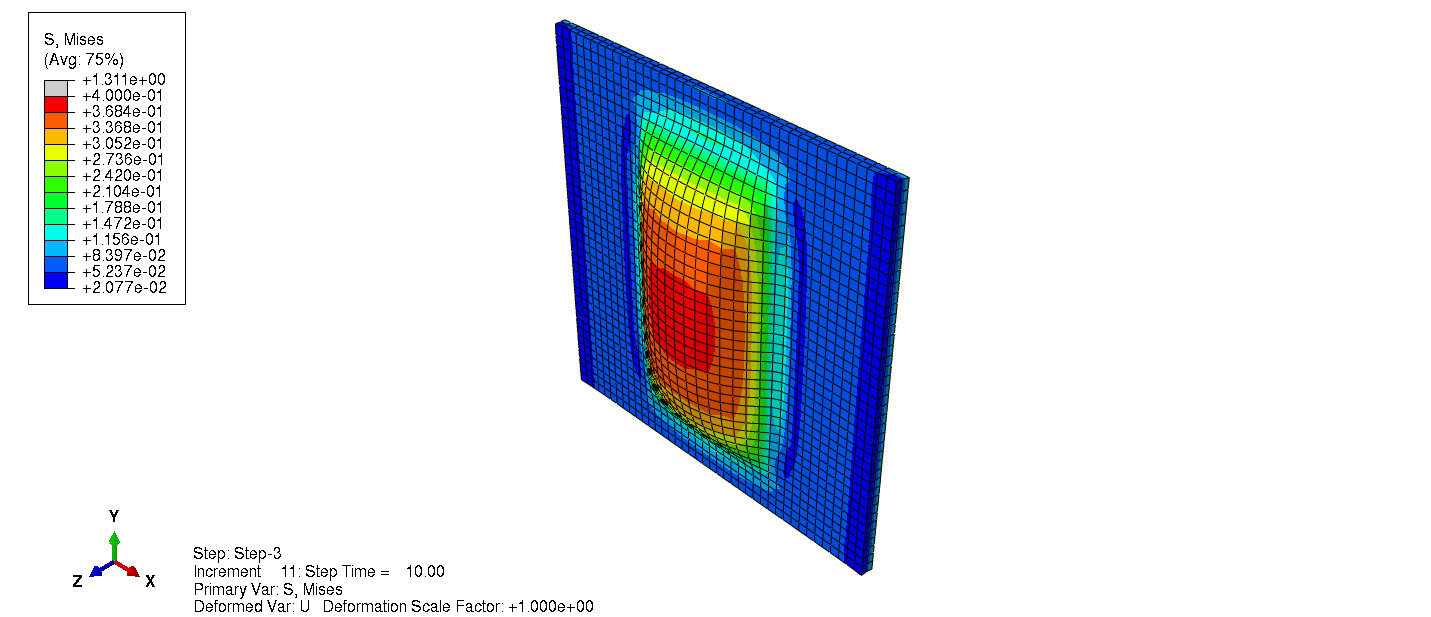 S, Mises
(Avg: 75%)
+1.311e+00
+4.000e-01
+3.684e-01
+3.368e-01
+3.052e-01
+2.736e-01
+2.420e-01
+2.104e-01
+1.788e-01
+1.472e-01
+1.156e-01
+8.397e-02
+5.237e-02
+2.077e-02
Y
Z
X
Step: Step-3
Increment 11: Step Time = 10.00
Primary Var: S, Mises
Deformed Var: U Deformation Scale Factor: +1.000e+00